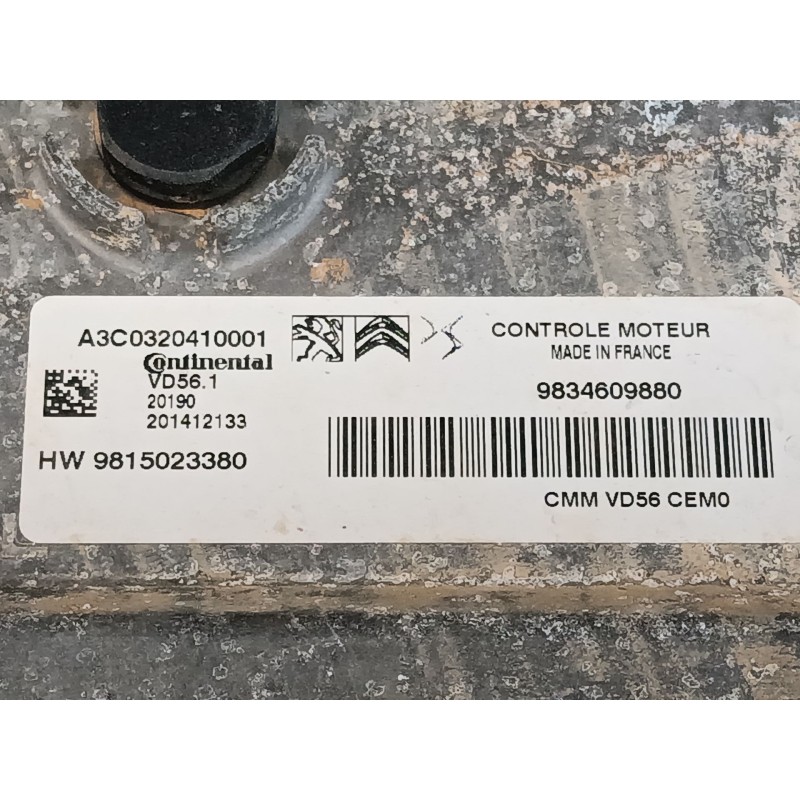 A3C0320410001
Continental
VD56.1
20190
201412133
HW 9815023380
CONTROLE MOTEUR
MADE IN FRANCE
9834609880
CMM VD56 CEM0